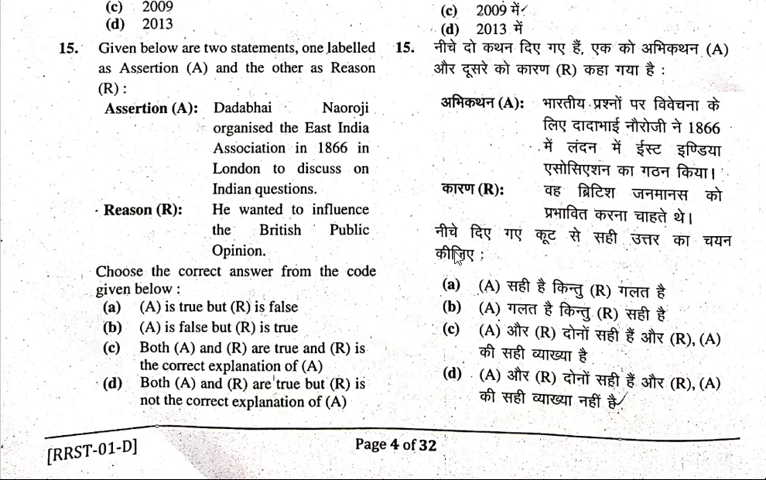 (c) 2009
(d) 2013
15. Given below are two statements, one labelled
as Assertion (A) and the other as Reason
(R) :
Assertion (A): Dadabhai Naoroji
organised the East India
Association in 1866 in
London to discuss on
Indian questions.
Reason (R): He wanted to influence
the British Public
Opinion.
Choose the correct answer from the code
given below :
(a) (A) is true but (R) is false
(b) (A) is false but (R) is true
(c) Both (A) and (R) are true and (R) is
the correct explanation of (A)
(d) Both (A) and (R) are true but (R) is
not the correct explanation of (A)
(c) 2009 में
(d) 2013 में
15. नीचे दो कथन दिए गए हैं, एक को अभिकथन (A)
और दूसरे को कारण (R) कहा गया है :
अभिकथन (A): भारतीय प्रश्नों पर विवेचना के
लिए दादाभाई नौरोजी ने 1866
में लंदन में ईस्ट इण्डिया
एसोसिएशन का गठन किया।
कारण (R): वह ब्रिटिश जनमानस को
प्रभावित करना चाहते थे।
नीचे दिए गए कूट से सही उत्तर का चयन
कीजिए :
(a) (A) सही है किन्तु (R) गलत है
(b) (A) गलत है किन्तु (R) सही है
(c) (A) और (R) दोनों सही हैं और (R), (A)
की सही व्याख्या है
(d) (A) और (R) दोनों सही हैं और (R), (A)
की सही व्याख्या नहीं है
[RRST-01-D]
Page 4 of 32